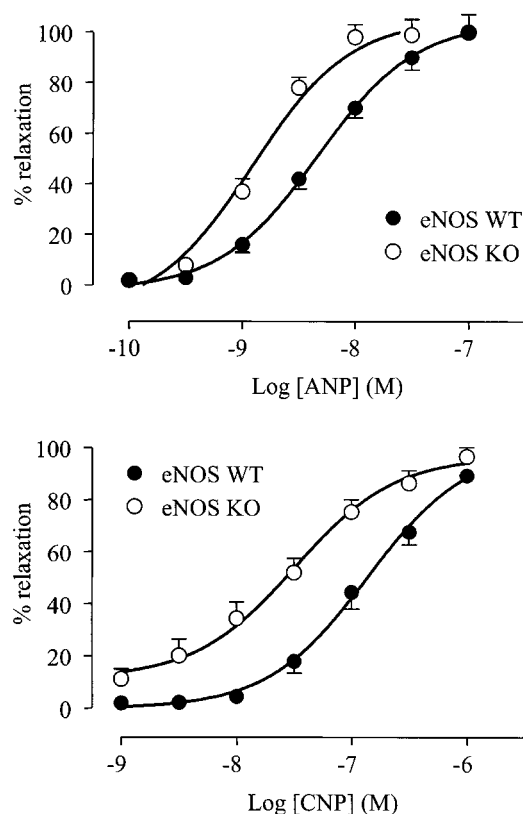 100
80
60
40
20
0
% relaxation
eNOS WT
eNOS KO
-10 -9 -8 -7
Log [ANP] (M)
100
80
60
40
20
0
% relaxation
eNOS WT
eNOS KO
-9 -8 -7 -6
Log [CNP] (M)